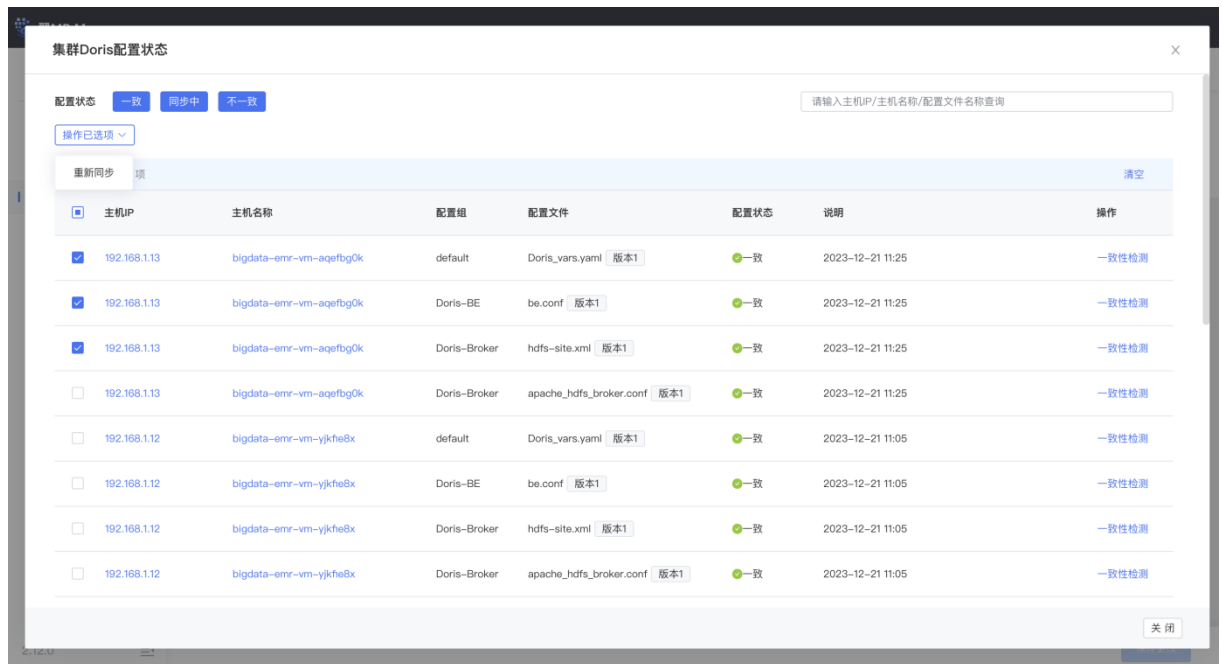 集群Doris配置状态
配置状态 一致 同步中 不一致 请输入主机IP/主机名称/配置文件名称查询
操作已选项
重新同步 项 清空
主机IP 主机名称 配置组 配置文件 配置状态 说明 操作
192.168.1.13 bigdata-emr-vm-aqefbg0k default Doris_vars.yaml 版本1 一致 2023-12-21 11:25 一致性检测
192.168.1.13 bigdata-emr-vm-aqefbg0k Doris-BE be.conf 版本1 一致 2023-12-21 11:25 一致性检测
192.168.1.13 bigdata-emr-vm-aqefbg0k Doris-Broker hdfs-site.xml 版本1 一致 2023-12-21 11:25 一致性检测
192.168.1.13 bigdata-emr-vm-aqefbg0k Doris-Broker apache_hdfs_broker.conf 版本1 一致 2023-12-21 11:25 一致性检测
192.168.1.12 bigdata-emr-vm-yjkfie8x default Doris_vars.yaml 版本1 一致 2023-12-21 11:05 一致性检测
192.168.1.12 bigdata-emr-vm-yjkfie8x Doris-BE be.conf 版本1 一致 2023-12-21 11:05 一致性检测
192.168.1.12 bigdata-emr-vm-yjkfie8x Doris-Broker hdfs-site.xml 版本1 一致 2023-12-21 11:05 一致性检测
192.168.1.12 bigdata-emr-vm-yjkfie8x Doris-Broker apache_hdfs_broker.conf 版本1 一致 2023-12-21 11:05 一致性检测
关闭
2.12.0